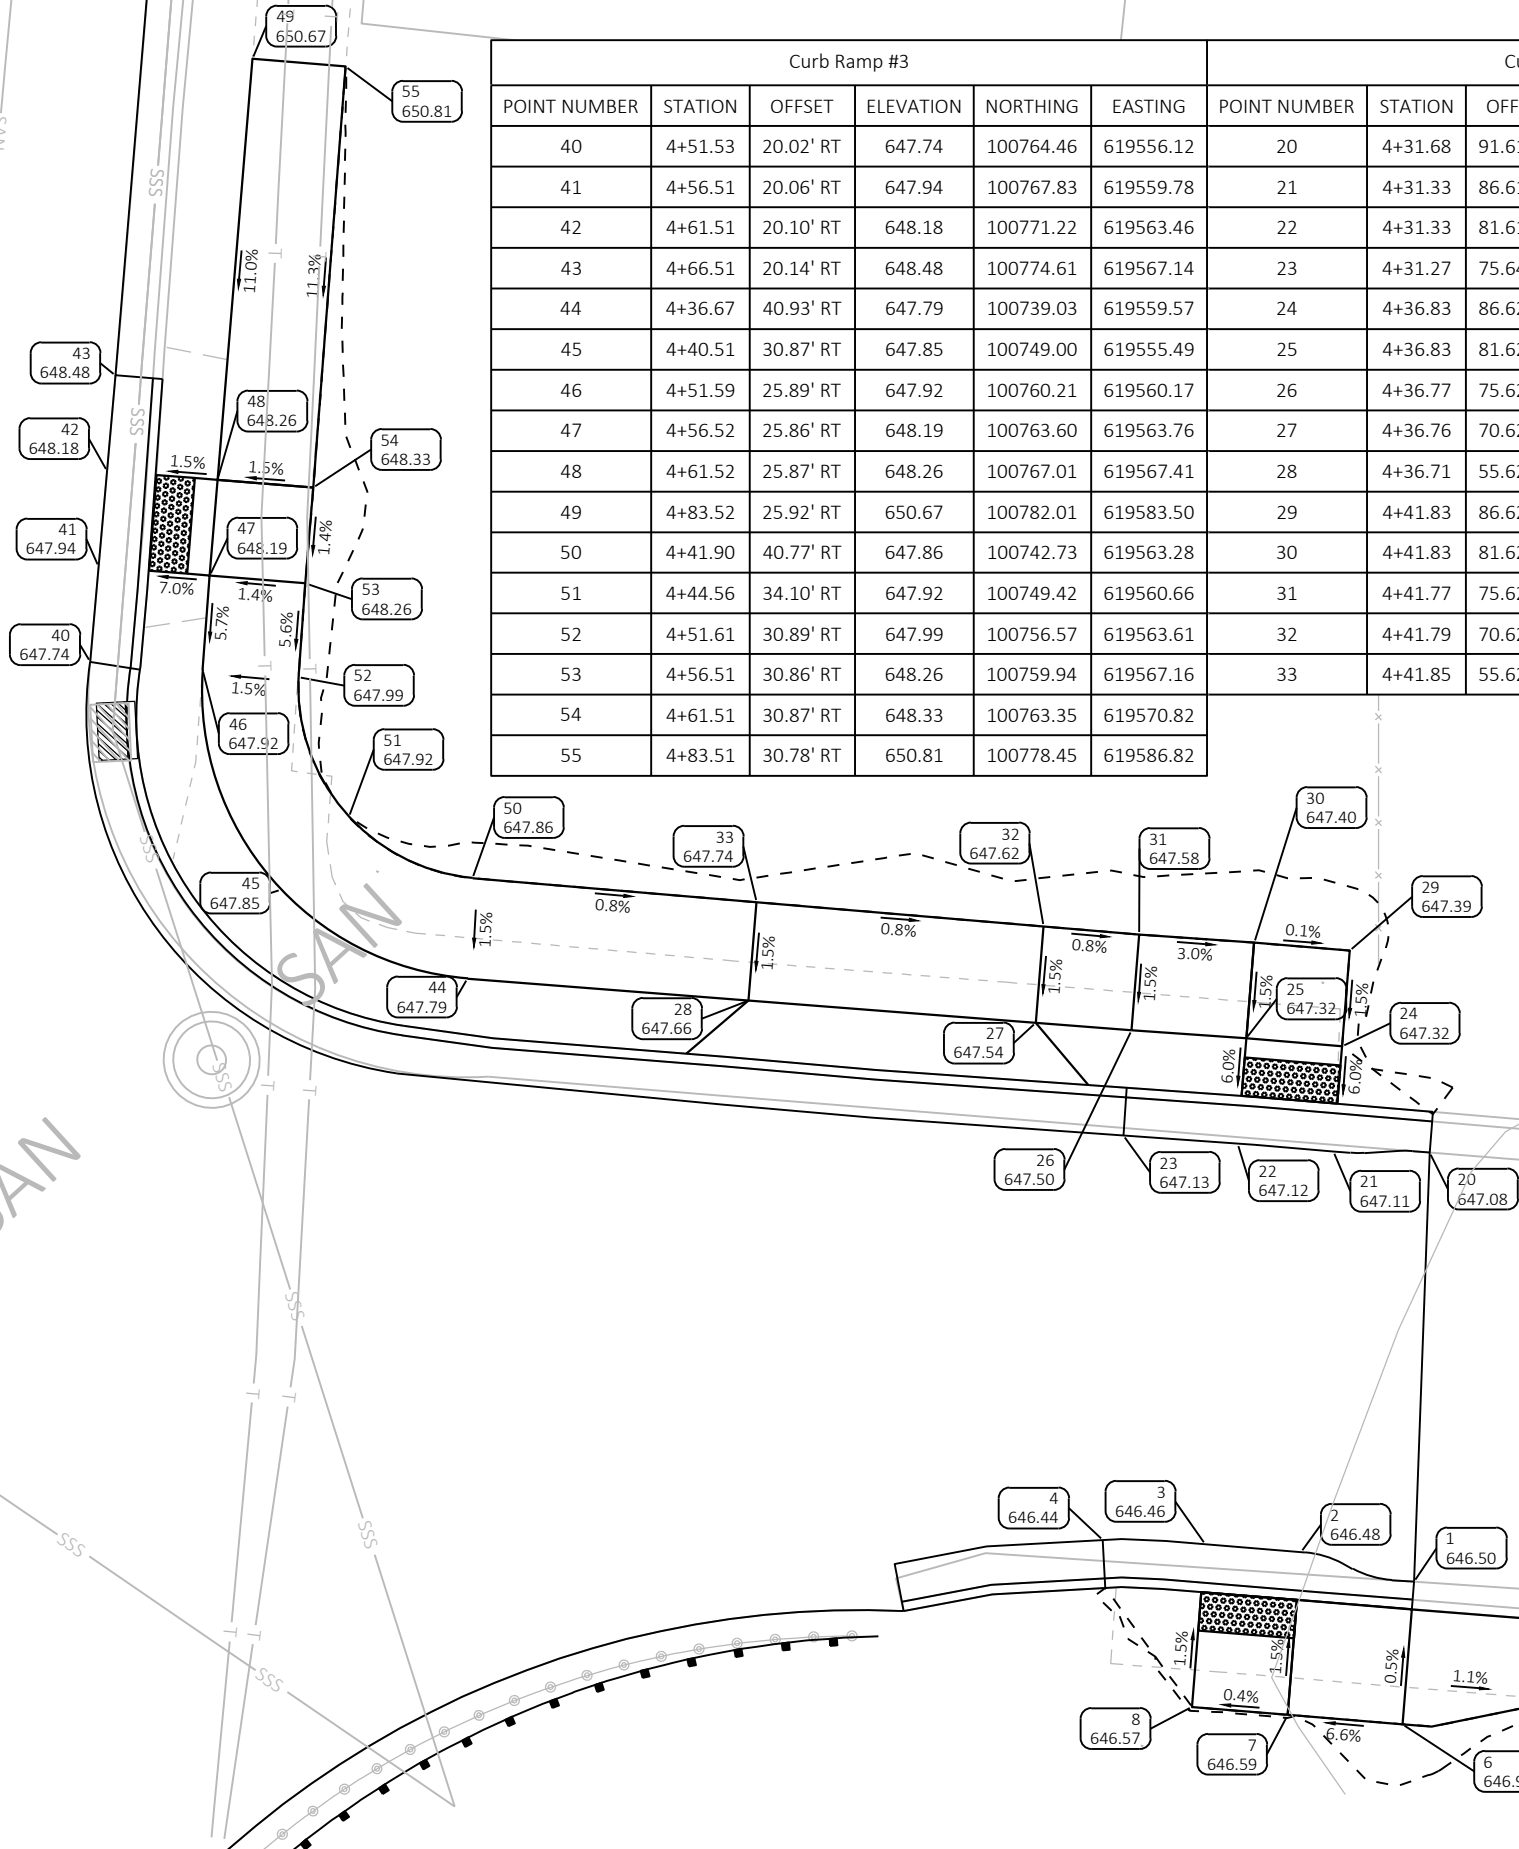 49
650.67
55
650.81
Curb Ramp #3
POINT NUMBER STATION OFFSET ELEVATION NORTHING EASTING POINT NUMBER STATION
40 4+51.53 20.02' RT 647.74 100764.46 619556.12 20 4+31.68
41 4+56.51 20.06' RT 647.94 100767.83 619559.78 21 4+31.33
42 4+61.51 20.10' RT 648.18 100771.22 619563.46 22 4+31.33
43 4+66.51 20.14' RT 648.48 100774.61 619567.14 23 4+31.27
44 4+36.67 40.93' RT 647.79 100739.03 619559.57 24 4+36.83
45 4+40.51 30.87' RT 647.85 100749.00 619555.49 25 4+36.83
46 4+51.59 25.89' RT 647.92 100760.21 619560.17 26 4+36.77
47 4+56.52 25.86' RT 648.19 100763.60 619563.76 27 4+36.76
48 4+61.52 25.87' RT 648.26 100767.01 619567.41 28 4+36.71
49 4+83.52 25.92' RT 650.67 100782.01 619583.50 29 4+41.83
50 4+41.90 40.77' RT 647.86 100742.73 619563.28 30 4+41.83
51 4+44.56 34.10' RT 647.92 100749.42 619560.66 31 4+41.77
52 4+51.61 30.89' RT 647.99 100756.57 619563.61 32 4+41.79
53 4+56.51 30.86' RT 648.26 100759.94 619567.16 33 4+41.85
54 4+61.51 30.87' RT 648.33 100763.35 619570.82
55 4+83.51 30.78' RT 650.81 100778.45 619586.82
SAN
SSS
T
11.0%
11.3%
43
648.48
48
648.26
SSS
42
648.18
54
648.33
1.5%
1.5%
41
647.94
47
648.19
1.4%
7.0%
1.4%
53
648.26
5.7%
5.6%
40
647.74
T
T
52
647.99
1.5%
46
647.92
51
647.92
SSS
50
647.86
33
647.74
32
647.62
31
647.58
30
647.40
45
647.85
29
647.39
0.8%
0.8%
0.8%
3.0%
0.1%
1.5%
1.5%
1.5%
1.5%
1.5%
1.5%
SAN
44
647.79
28
647.66
27
647.54
25
647.32
24
647.32
SSS
T
T
6.0%
6.0%
26
647.50
23
647.13
22
647.12
21
647.11
20
647.08
SAN
SSS
T
T
4
646.44
3
646.46
2
646.48
1
646.50
SSS
SSS
T
T
SSS
1.5%
1.5%
0.5%
1.1%
0.4%
6.6%
8
646.57
7
646.59
6